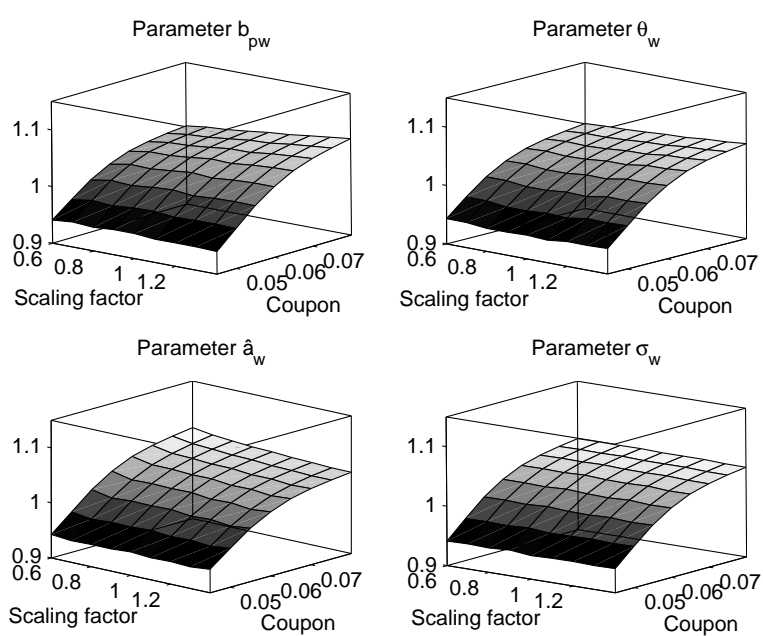 Parameter b_pw
1.1
1
0.9
0.6 0.8 1 1.2
0.05 0.06 0.07
Scaling factor
Coupon
Parameter θ_w
1.1
1
0.9
0.6 0.8 1 1.2
0.05 0.06 0.07
Scaling factor
Coupon
Parameter â_w
1.1
1
0.9
0.6 0.8 1 1.2
0.05 0.06 0.07
Scaling factor
Coupon
Parameter σ_w
1.1
1
0.9
0.6 0.8 1 1.2
0.05 0.06 0.07
Scaling factor
Coupon